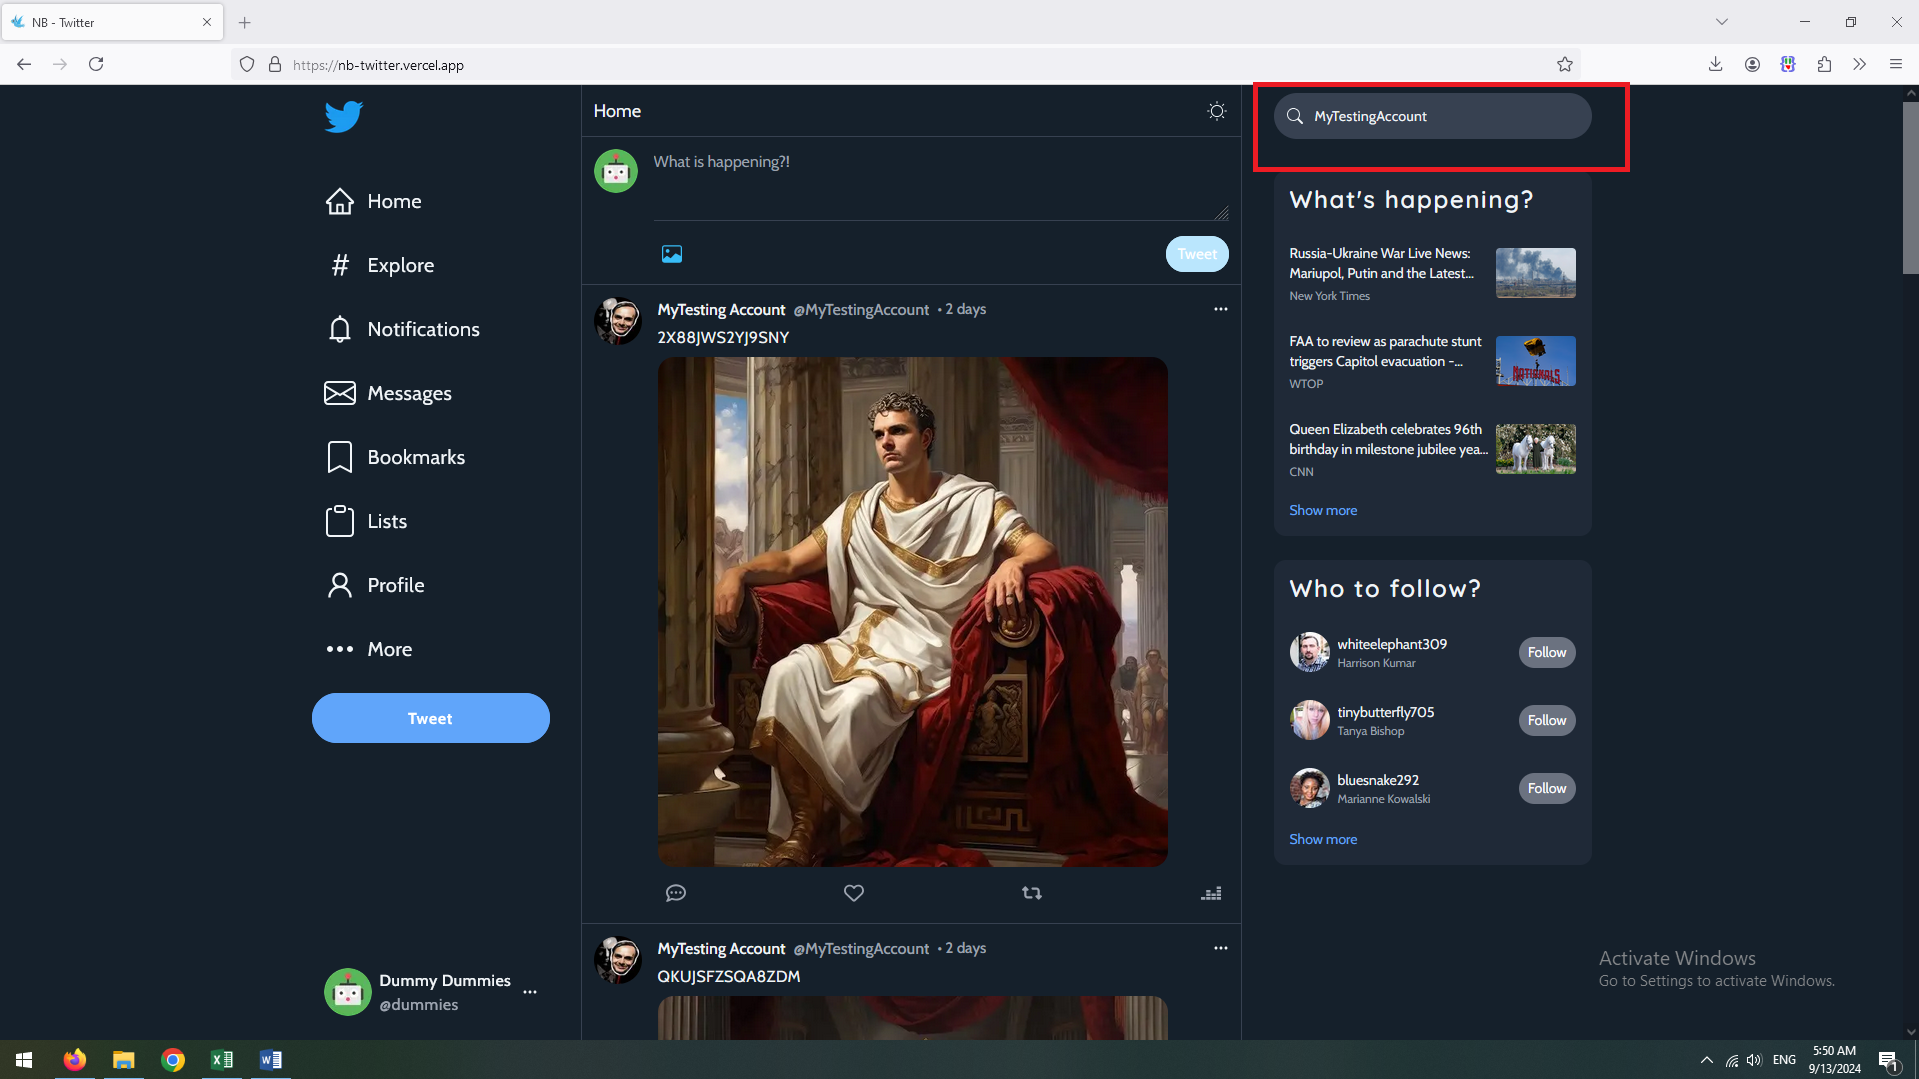 NB - Twitter
https://nb-twitter.vercel.app
Home
Explore
Notifications
Messages
Bookmarks
Lists
Profile
More
Tweet
Dummy Dummies
@dummies
Home
What is happening?!
Tweet
MyTesting Account @MyTestingAccount · 2 days
2X88JWS2YJ9SNY
MyTesting Account @MyTestingAccount · 2 days
QKUJSFZSQA8ZDM
MyTestingAccount
What's happening?
Russia-Ukraine War Live News:
Mariupol, Putin and the Latest...
New York Times
FAA to review as parachute stunt
triggers Capitol evacuation -...
WTOP
NATIONALS
Queen Elizabeth celebrates 96th
birthday in milestone jubilee yea...
CNN
Show more
Who to follow?
whiteelephant309
Harrison Kumar
Follow
tinybutterfly705
Tanya Bishop
Follow
bluesnake292
Marianne Kowalski
Follow
Show more
Activate Windows
Go to Settings to activate Windows.
ENG
5:50 AM
9/13/2024
1